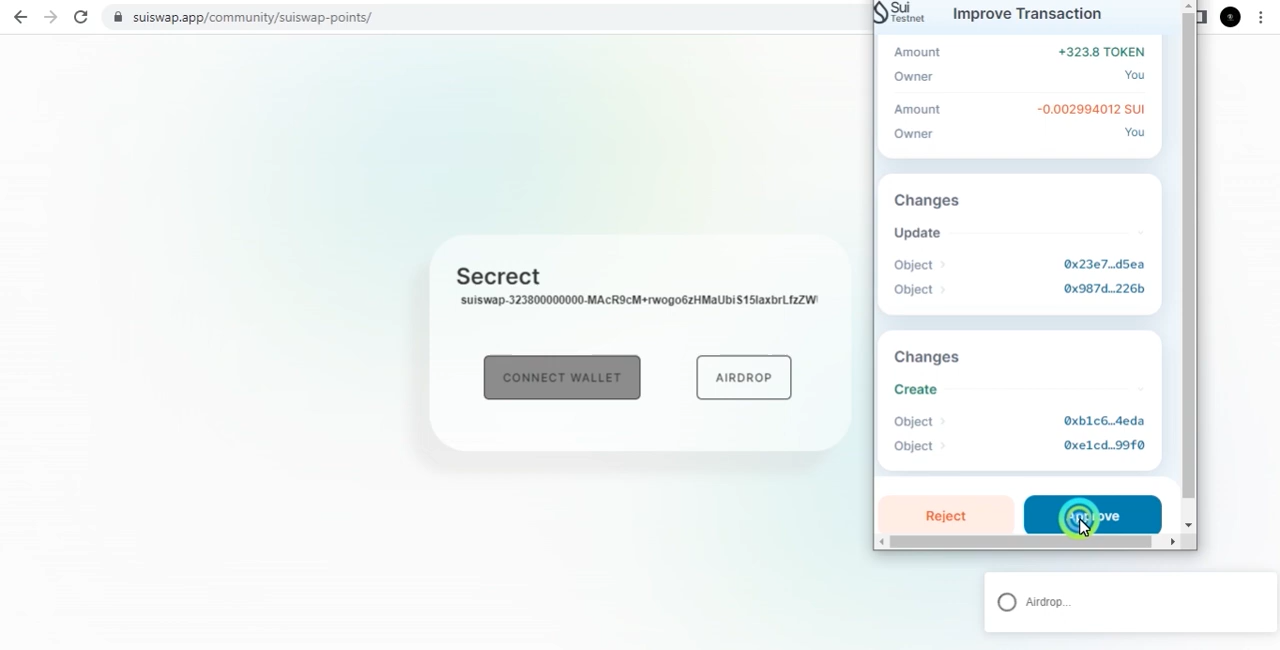 suiswap.app/community/suiswap-points/
Sui
Testnet
Improve Transaction
Amount +323.8 TOKEN
Owner You
Amount -0.002994012 SUI
Owner You
Changes
Update
Object 0x23e7…d5ea
Object 0x987d…226b
Changes
Create
Object 0xb1c6…4eda
Object 0xe1cd…99f0
Reject Approve
Secrect
suiswap-323800000000-MAcR9cM+rwogo6zHMaUbiS15laxbrLfzZW
CONNECT WALLET AIRDROP
Airdrop...